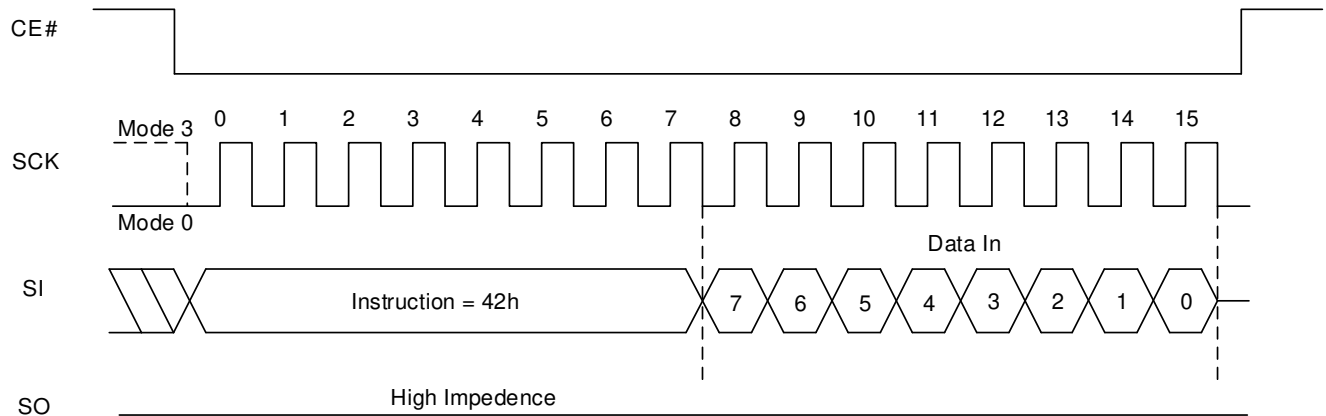 CE#
Mode 3 0 1 2 3 4 5 6 7 8 9 10 11 12 13 14 15
SCK
Mode 0
Data In
SI Instruction = 42h 7 6 5 4 3 2 1 0
High Impedence
SO